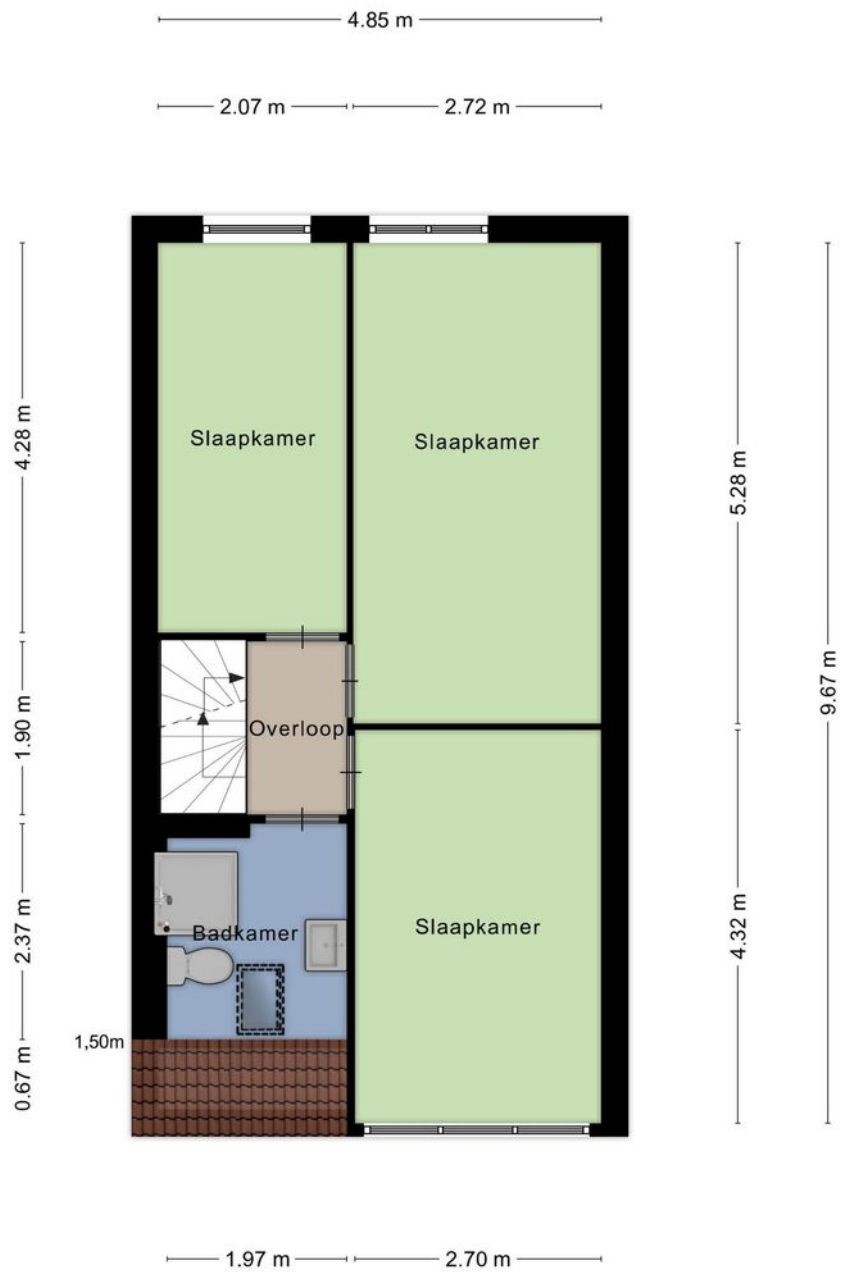 4.85 m
2.07 m
2.72 m
4.28 m
Slaapkamer
Slaapkamer
5.28 m
9.67 m
1.90 m
Overloop
2.37 m
Badkamer
Slaapkamer
4.32 m
1,50m
0.67 m
1.97 m
2.70 m